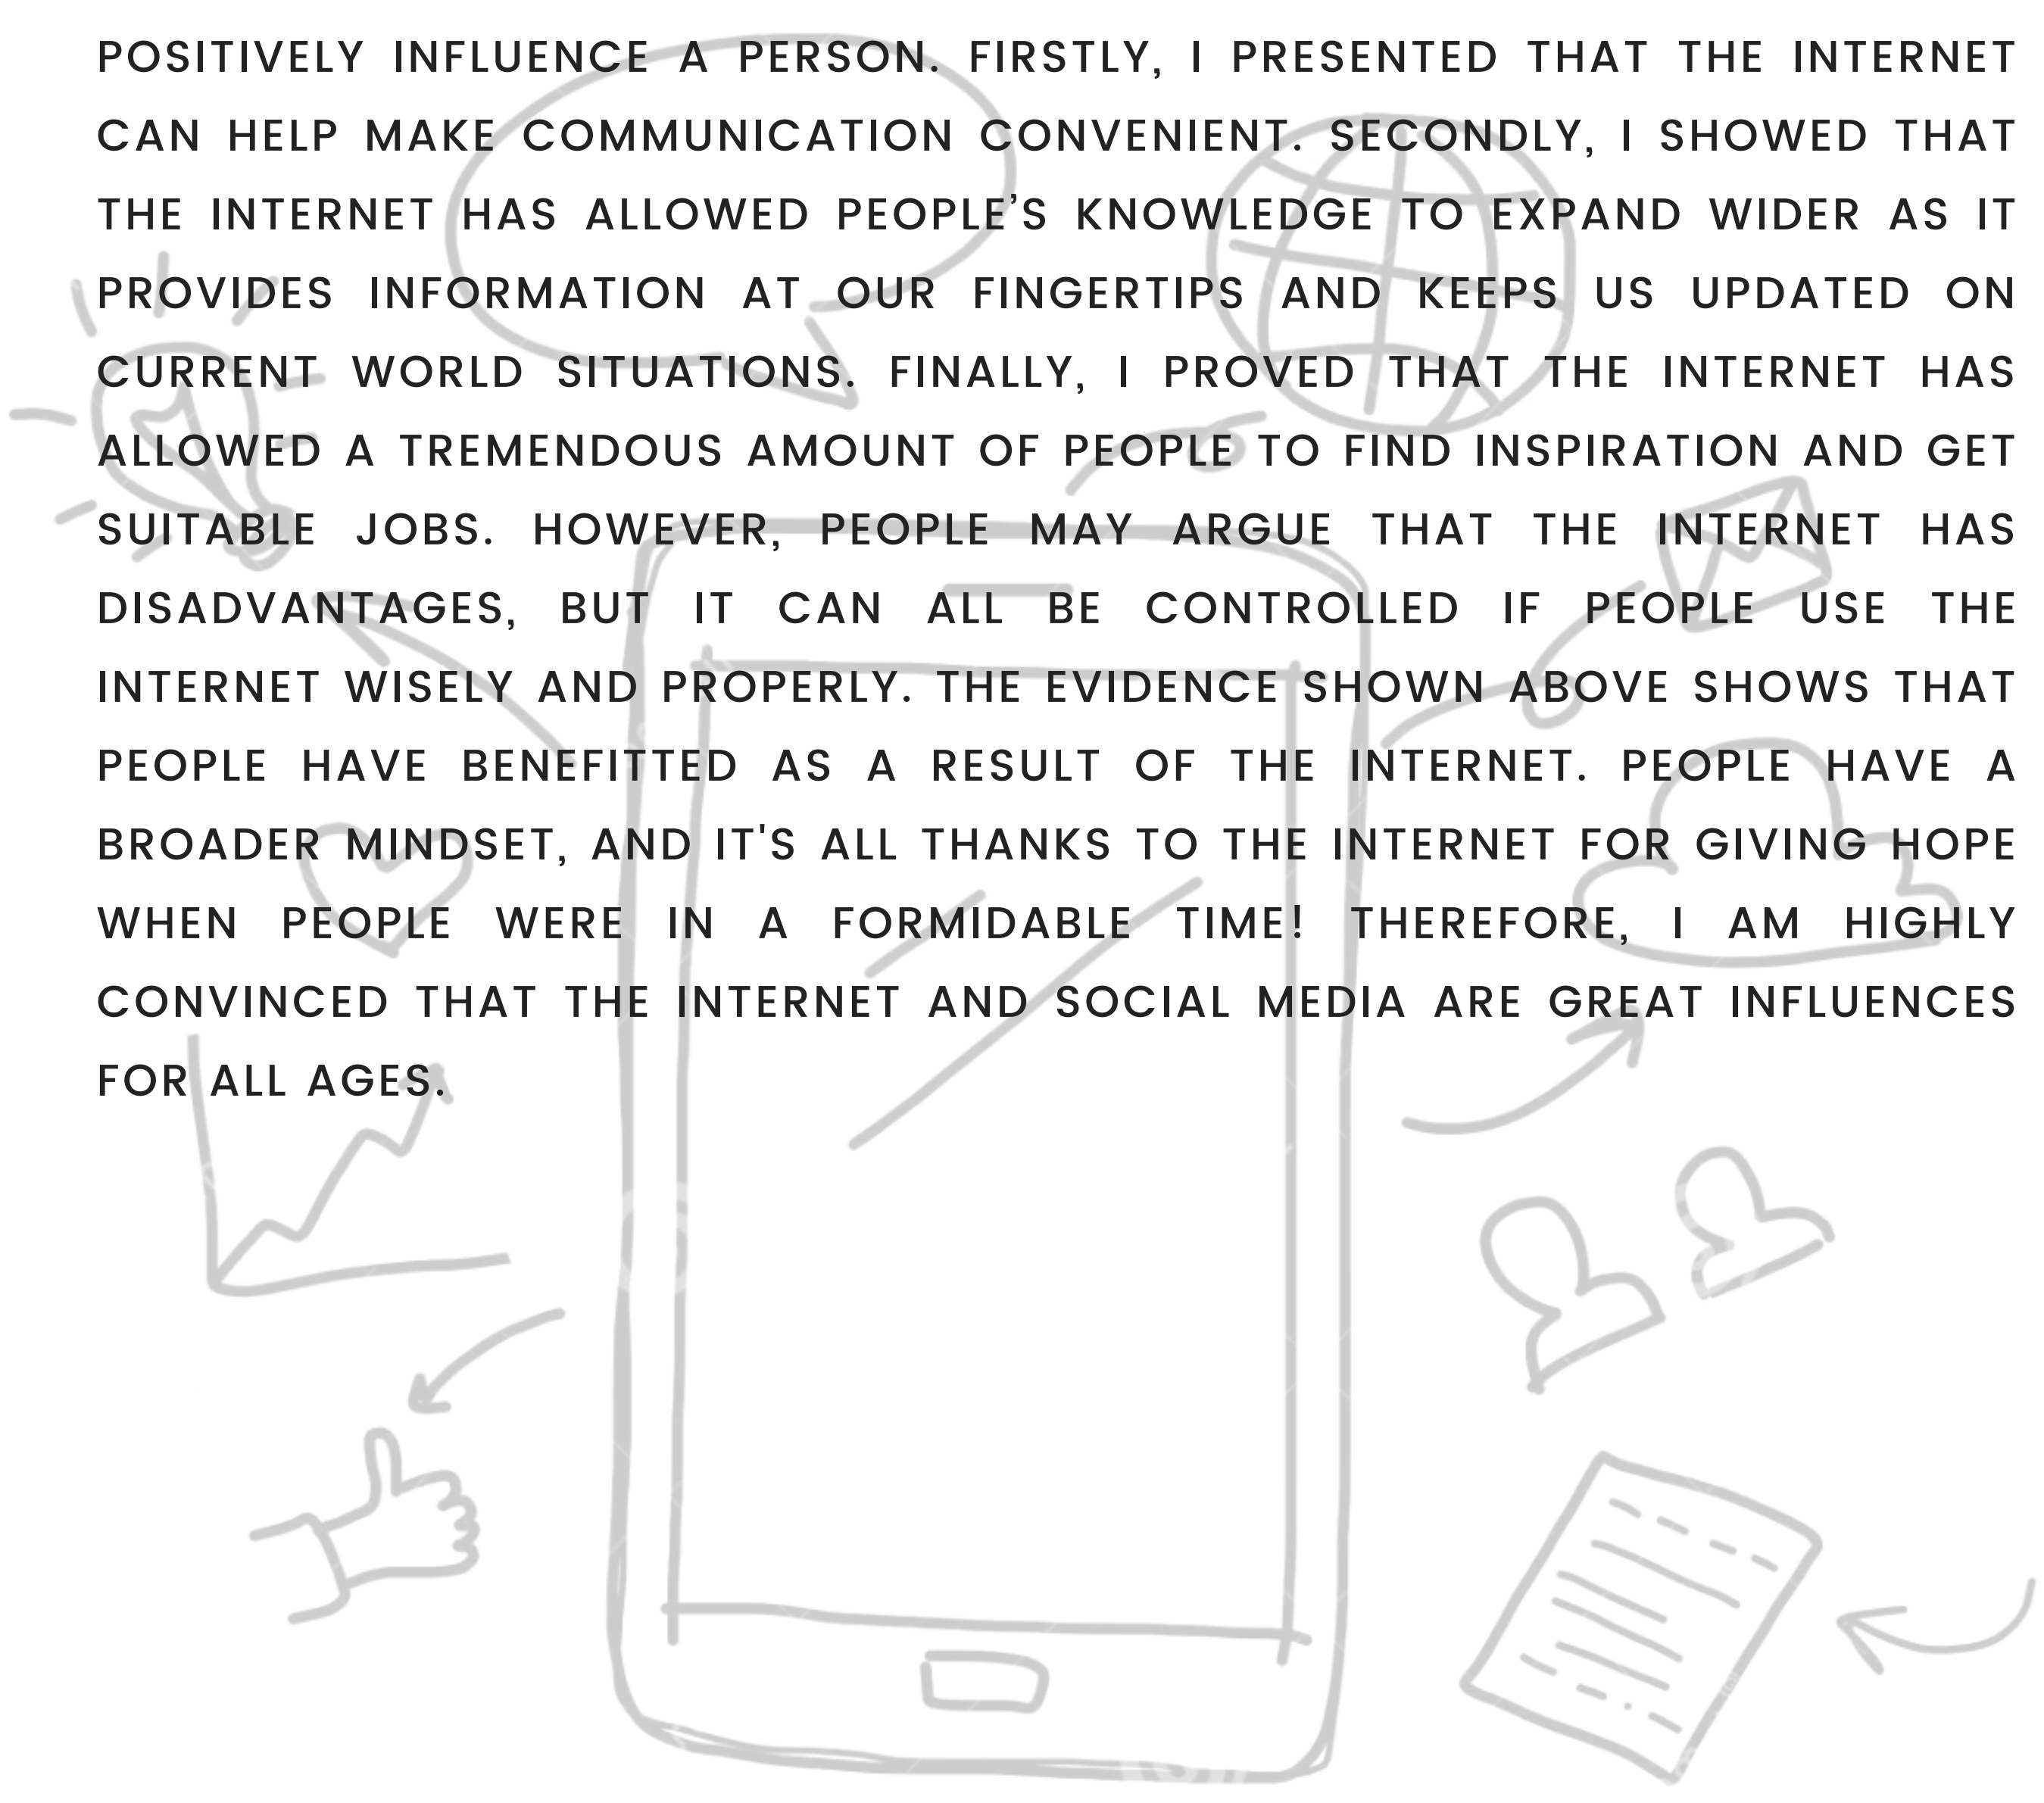 POSITIVELY INFLUENCE A PERSON. FIRSTLY, I PRESENTED THAT THE INTERNET
CAN HELP MAKE COMMUNICATION CONVENIENT. SECONDLY, I SHOWED THAT
THE INTERNET HAS ALLOWED PEOPLE’S KNOWLEDGE TO EXPAND WIDER AS IT
PROVIDES INFORMATION AT OUR FINGERTIPS AND KEEPS US UPDATED ON
CURRENT WORLD SITUATIONS. FINALLY, I PROVED THAT THE INTERNET HAS
ALLOWED A TREMENDOUS AMOUNT OF PEOPLE TO FIND INSPIRATION AND GET
SUITABLE JOBS. HOWEVER, PEOPLE MAY ARGUE THAT THE INTERNET HAS
DISADVANTAGES, BUT IT CAN ALL BE CONTROLLED IF PEOPLE USE THE
INTERNET WISELY AND PROPERLY. THE EVIDENCE SHOWN ABOVE SHOWS THAT
PEOPLE HAVE BENEFITTED AS A RESULT OF THE INTERNET. PEOPLE HAVE A
BROADER MINDSET, AND IT'S ALL THANKS TO THE INTERNET FOR GIVING HOPE
WHEN PEOPLE WERE IN A FORMIDABLE TIME! THEREFORE, I AM HIGHLY
CONVINCED THAT THE INTERNET AND SOCIAL MEDIA ARE GREAT INFLUENCES
FOR ALL AGES.